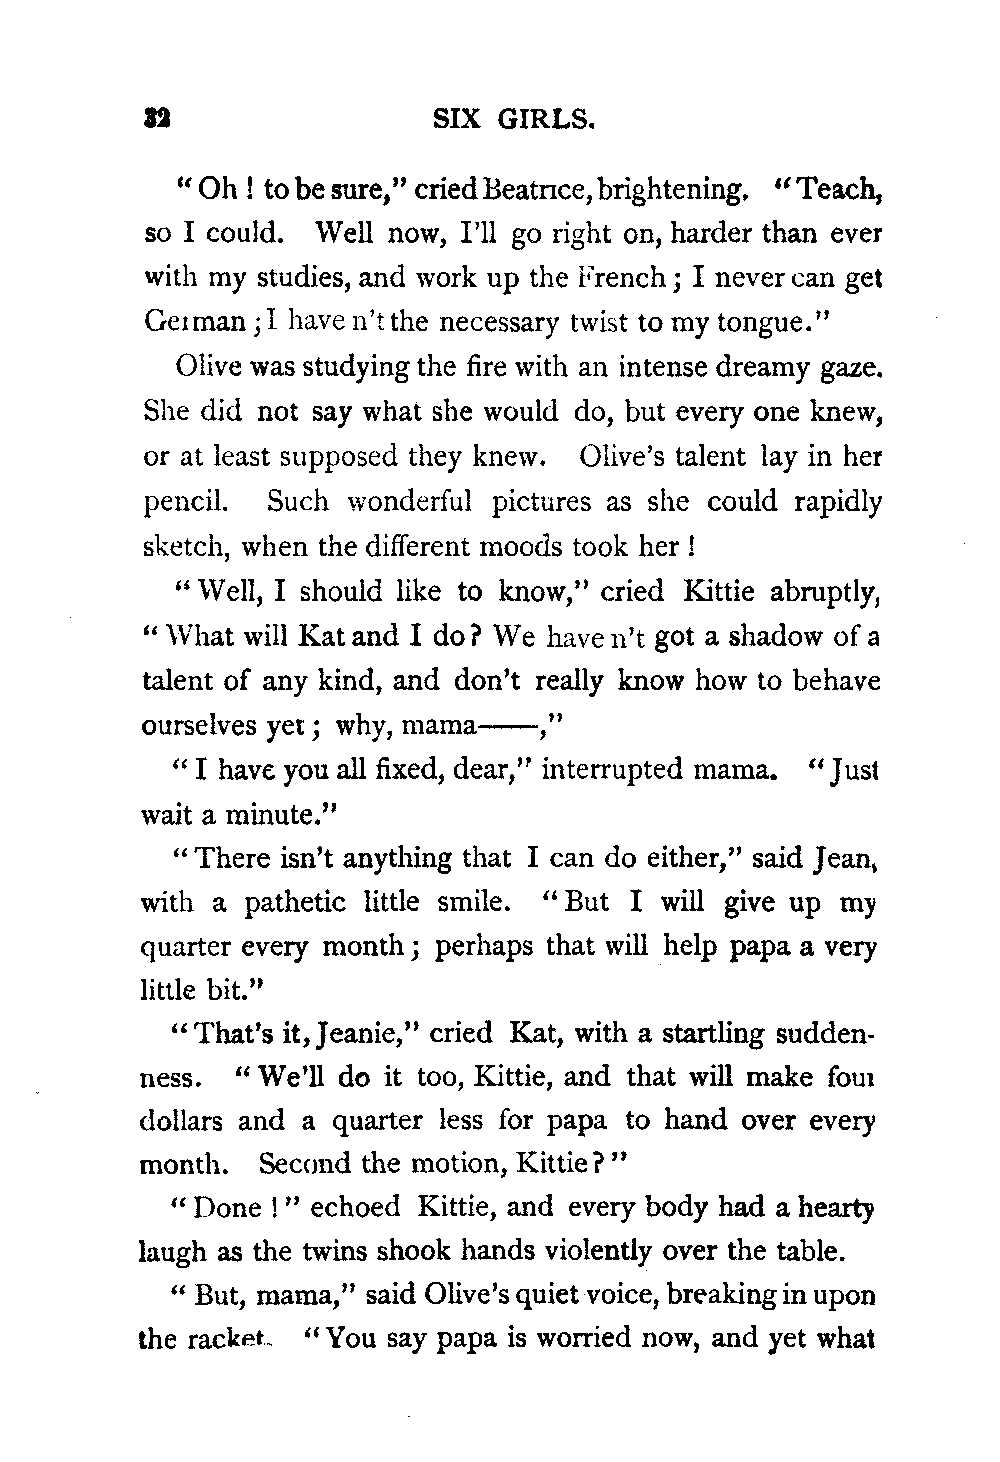 32 SIX GIRLS.
“Oh ! to be sure,” cried Beatrice, brightening. “Teach,
so I could. Well now, I’ll go right on, harder than ever
with my studies, and work up the French ; I never can get
German ; I have n’t the necessary twist to my tongue.”
Olive was studying the fire with an intense dreamy gaze.
She did not say what she would do, but every one knew,
or at least supposed they knew. Olive’s talent lay in her
pencil. Such wonderful pictures as she could rapidly
sketch, when the different moods took her !
“Well, I should like to know,” cried Kittie abruptly,
“What will Kat and I do? We have n’t got a shadow of a
talent of any kind, and don’t really know how to behave
ourselves yet ; why, mama——,”
“I have you all fixed, dear,” interrupted mama. “Just
wait a minute.”
“There isn’t anything that I can do either,” said Jean,
with a pathetic little smile. “But I will give up my
quarter every month ; perhaps that will help papa a very
little bit.”
“That’s it, Jeanie,” cried Kat, with a startling sudden-
ness. “We’ll do it too, Kittie, and that will make four
dollars and a quarter less for papa to hand over every
month. Second the motion, Kittie?”
“Done !” echoed Kittie, and every body had a hearty
laugh as the twins shook hands violently over the table.
“But, mama,” said Olive’s quiet voice, breaking in upon
the racket. “You say papa is worried now, and yet what